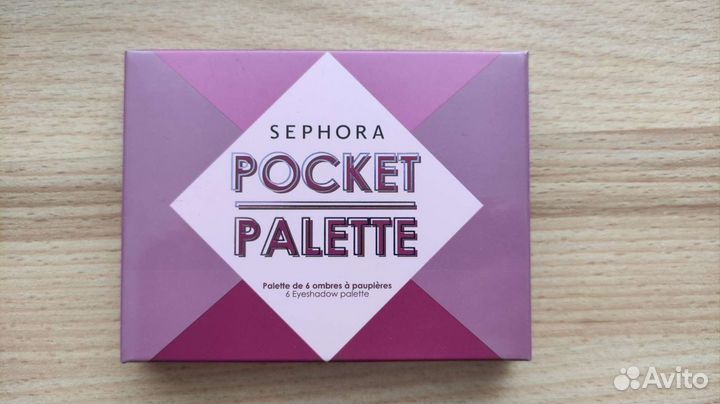 SEPHORA
POCKET
PALETTE
Palette de 6 ombres à paupières
6 Eyeshadow palette
Avito